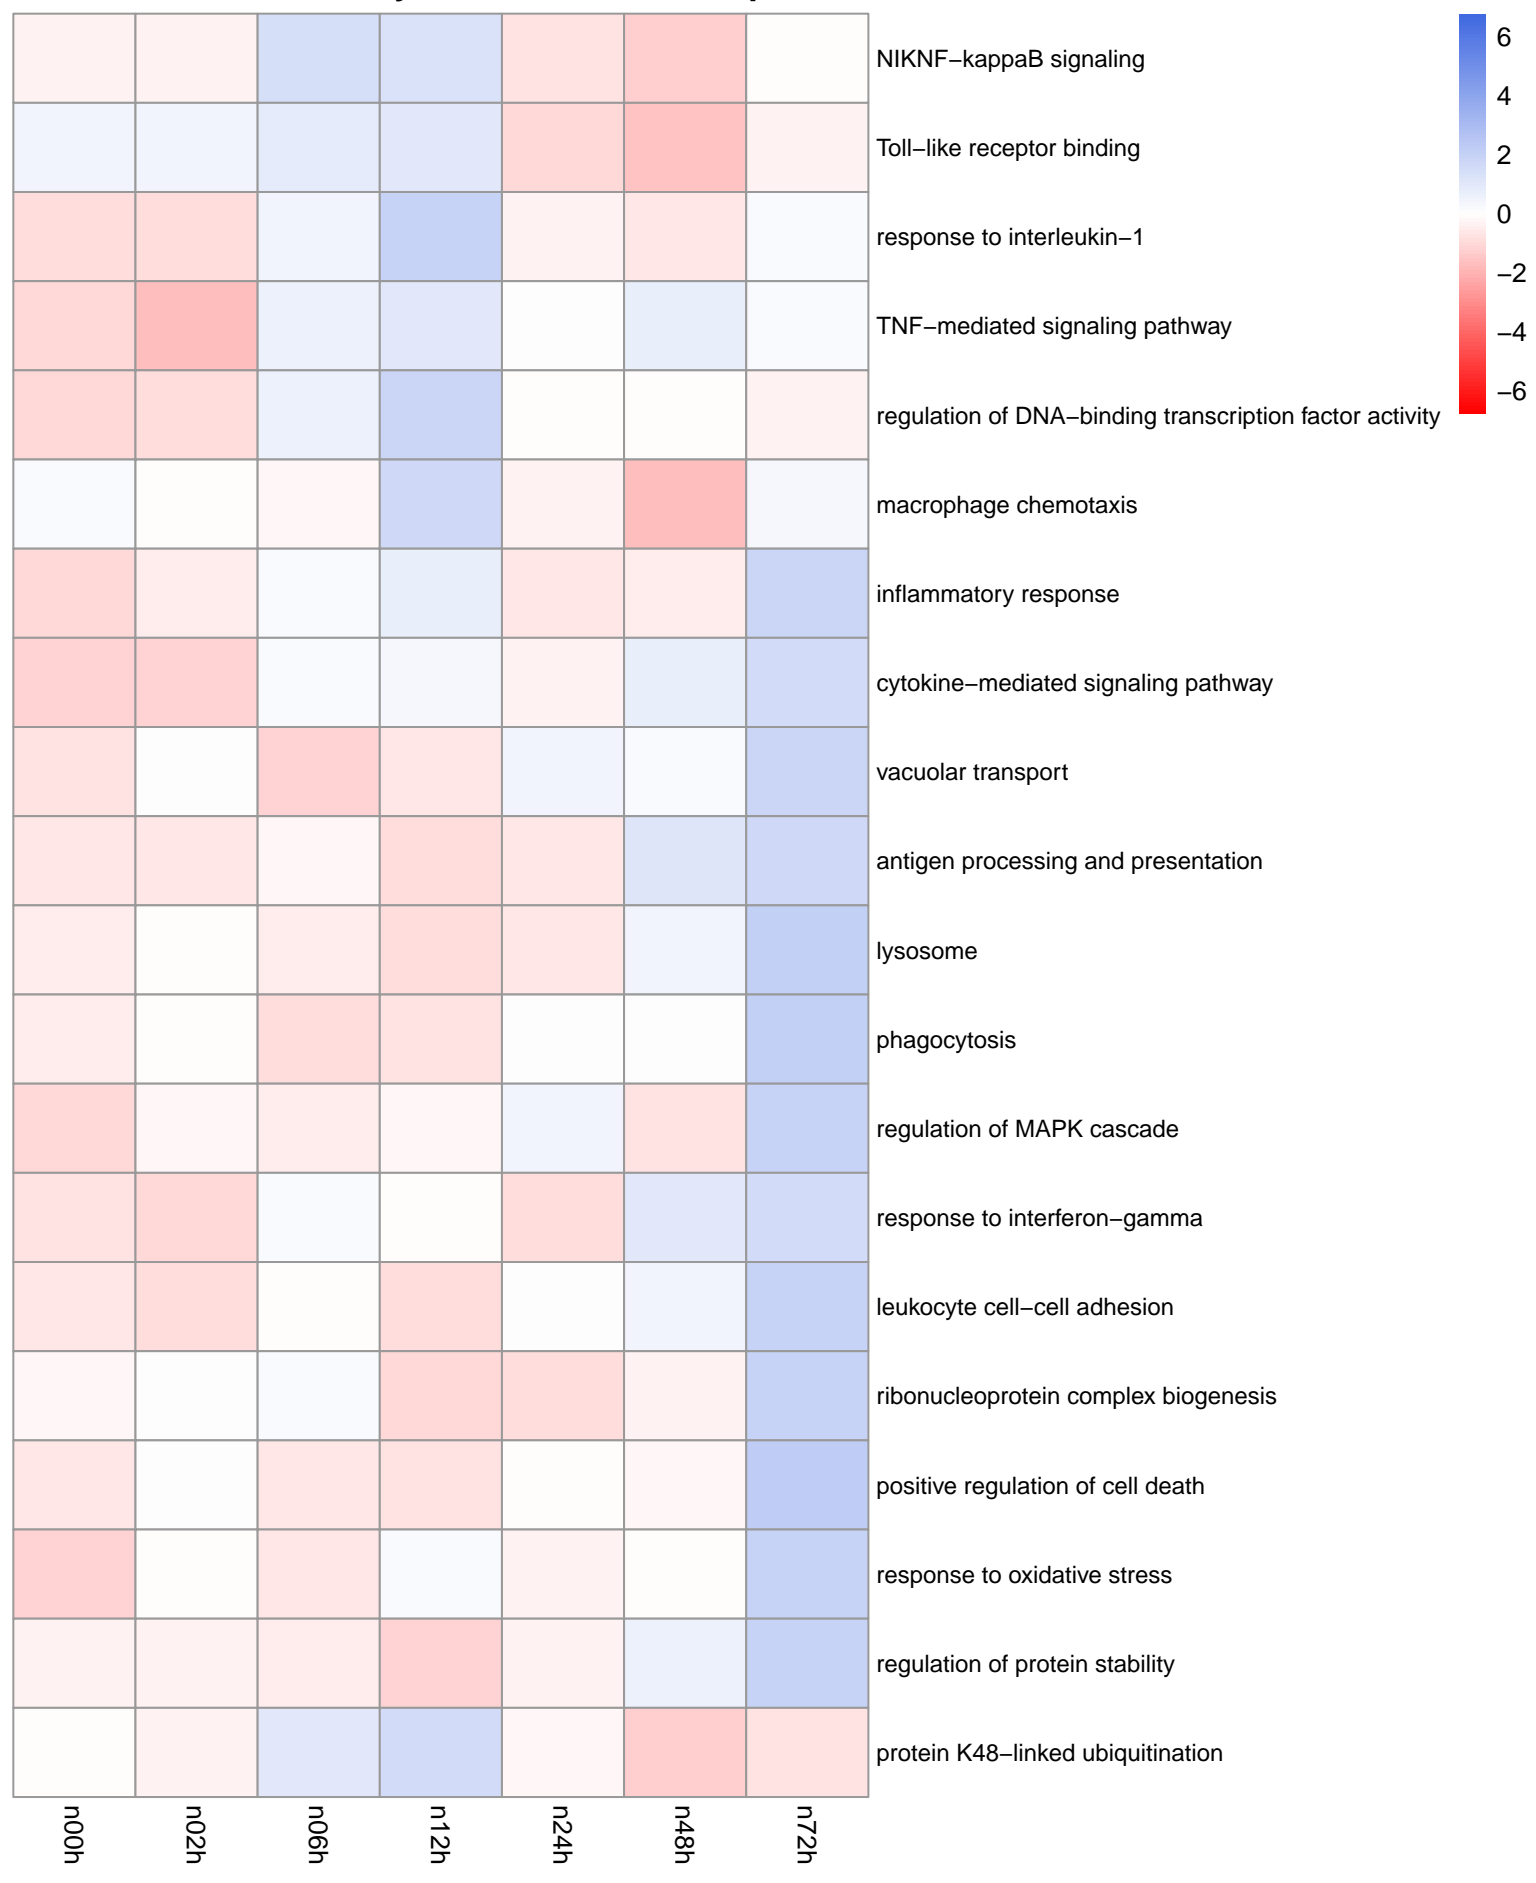 NIKNF−kappaB signaling
Toll−like receptor binding
response to interleukin−1
TNF−mediated signaling pathway
regulation of DNA−binding transcription factor activity
macrophage chemotaxis
inflammatory response
cytokine−mediated signaling pathway
vacuolar transport
antigen processing and presentation
lysosome
phagocytosis
regulation of MAPK cascade
response to interferon−gamma
leukocyte cell−cell adhesion
ribonucleoprotein complex biogenesis
positive regulation of cell death
response to oxidative stress
regulation of protein stability
protein K48−linked ubiquitination
n00h
n02h
n06h
n12h
n24h
n48h
n72h
6
4
2
0
−2
−4
−6